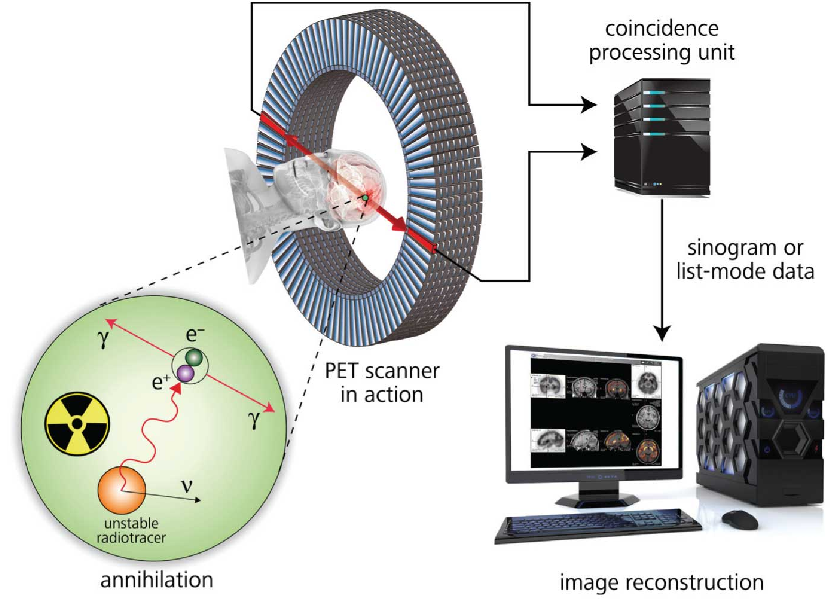 coincidence
processing unit
sinogram or
list-mode data
PET scanner
in action
γ
e⁻
e⁺
γ
ν
unstable
radiotracer
annihilation
image reconstruction